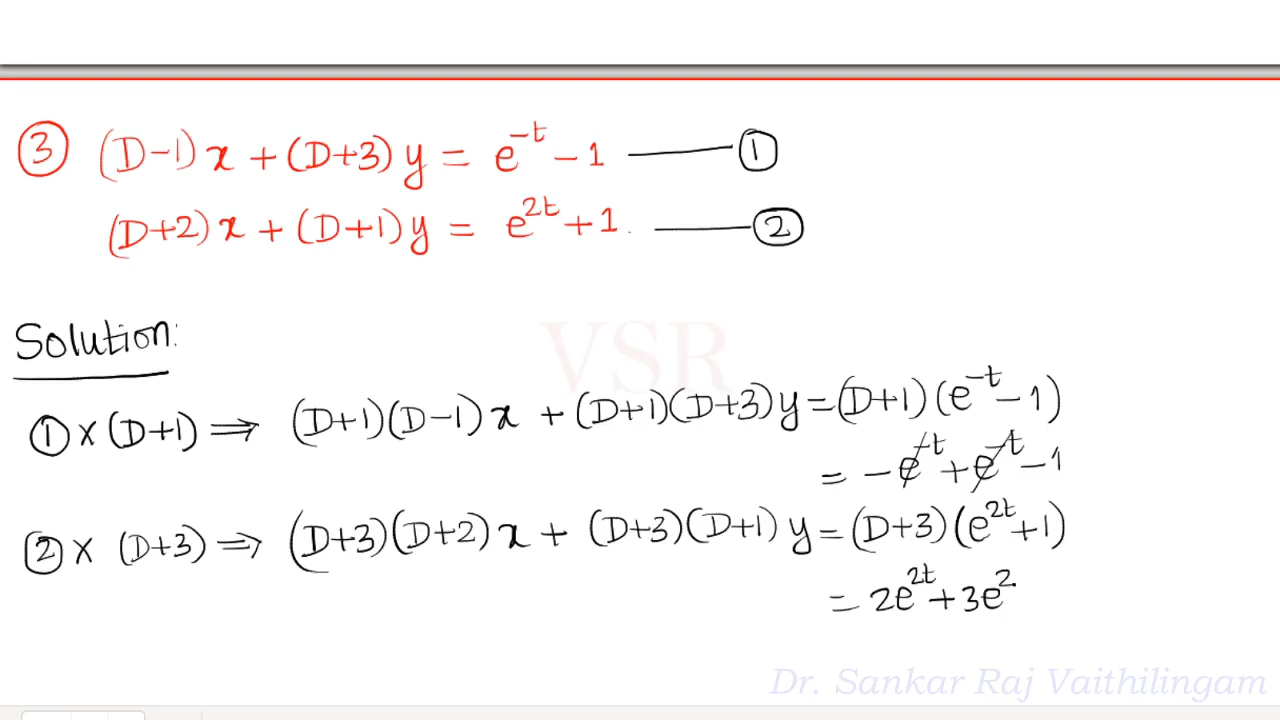 ③ (D-1)x + (D+3)y = e^{-t} - 1 —— ①
(D+2)x + (D+1)y = e^{2t} + 1 —— ②
VSR
Solution:
① × (D+1) ⇒ (D+1)(D-1)x + (D+1)(D+3)y = (D+1)(e^{-t} - 1)
= -e^{-t} + e^{-t} - 1
② × (D+3) ⇒ (D+3)(D+2)x + (D+3)(D+1)y = (D+3)(e^{2t} + 1)
= 2e^{2t} + 3e^{2
Dr. Sankar Raj Vaithilingam